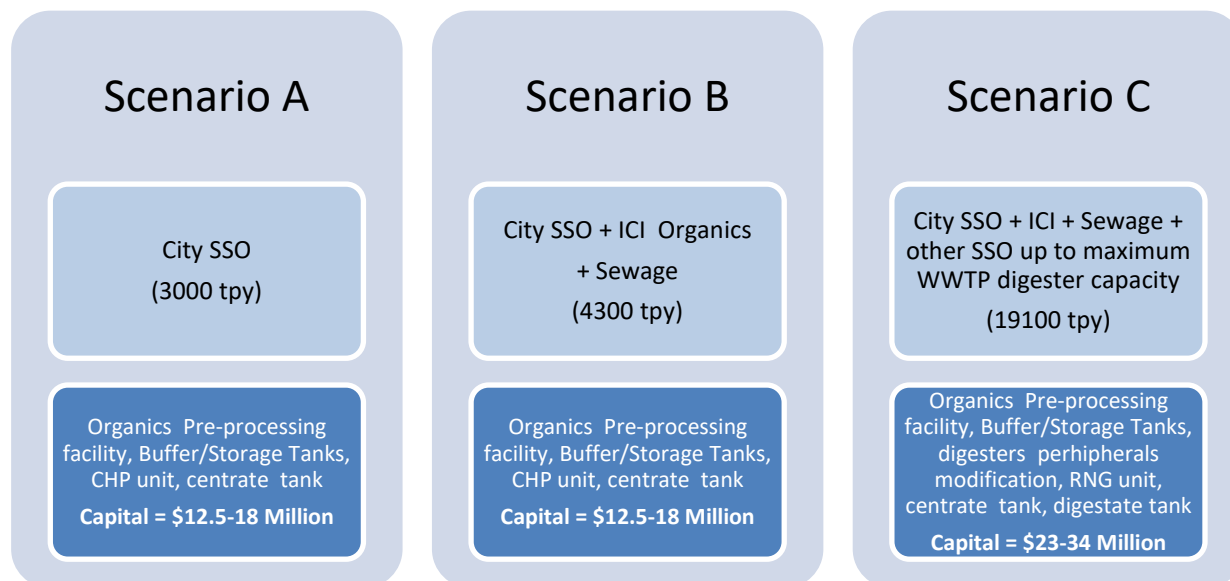 Scenario A
City SSO
(3000 tpy)
Organics Pre-processing
facility, Buffer/Storage Tanks,
CHP unit, centrate tank
Capital = $12.5-18 Million
Scenario B
City SSO + ICI Organics
+ Sewage
(4300 tpy)
Organics Pre-processing
facility, Buffer/Storage Tanks,
CHP unit, centrate tank
Capital = $12.5-18 Million
Scenario C
City SSO + ICI + Sewage +
other SSO up to maximum
WWTP digester capacity
(19100 tpy)
Organics Pre-processing
facility, Buffer/Storage Tanks,
digesters perhipherals
modification, RNG unit,
centrate tank, digestate tank
Capital = $23-34 Million